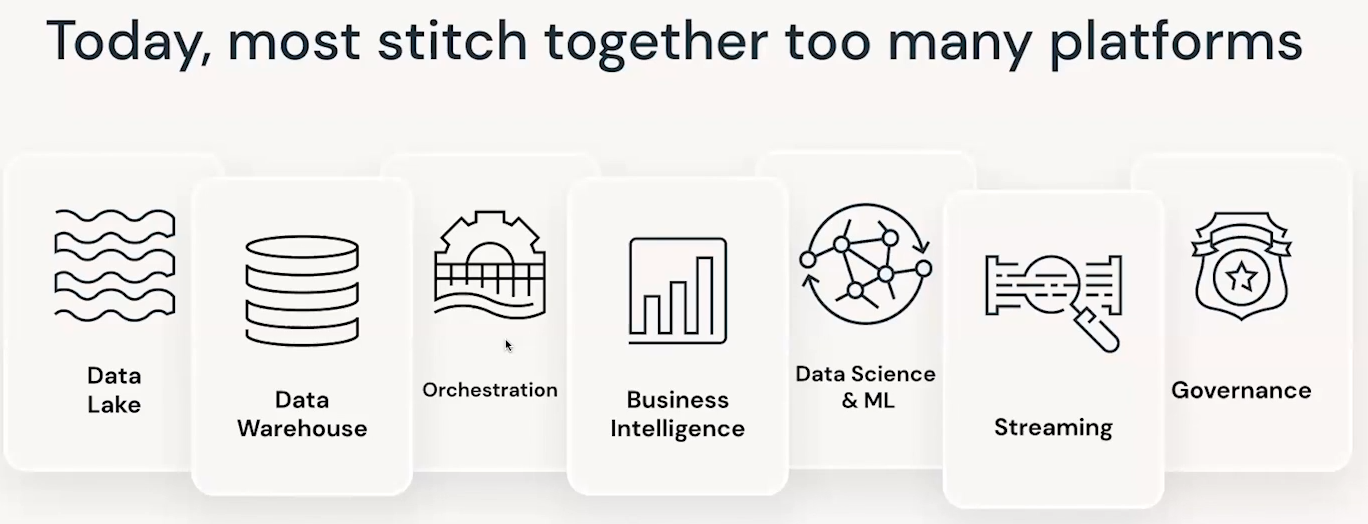 Today, most stitch together too many platforms
Data
Lake
Data
Warehouse
Orchestration
Business
Intelligence
Data Science
& ML
Streaming
Governance